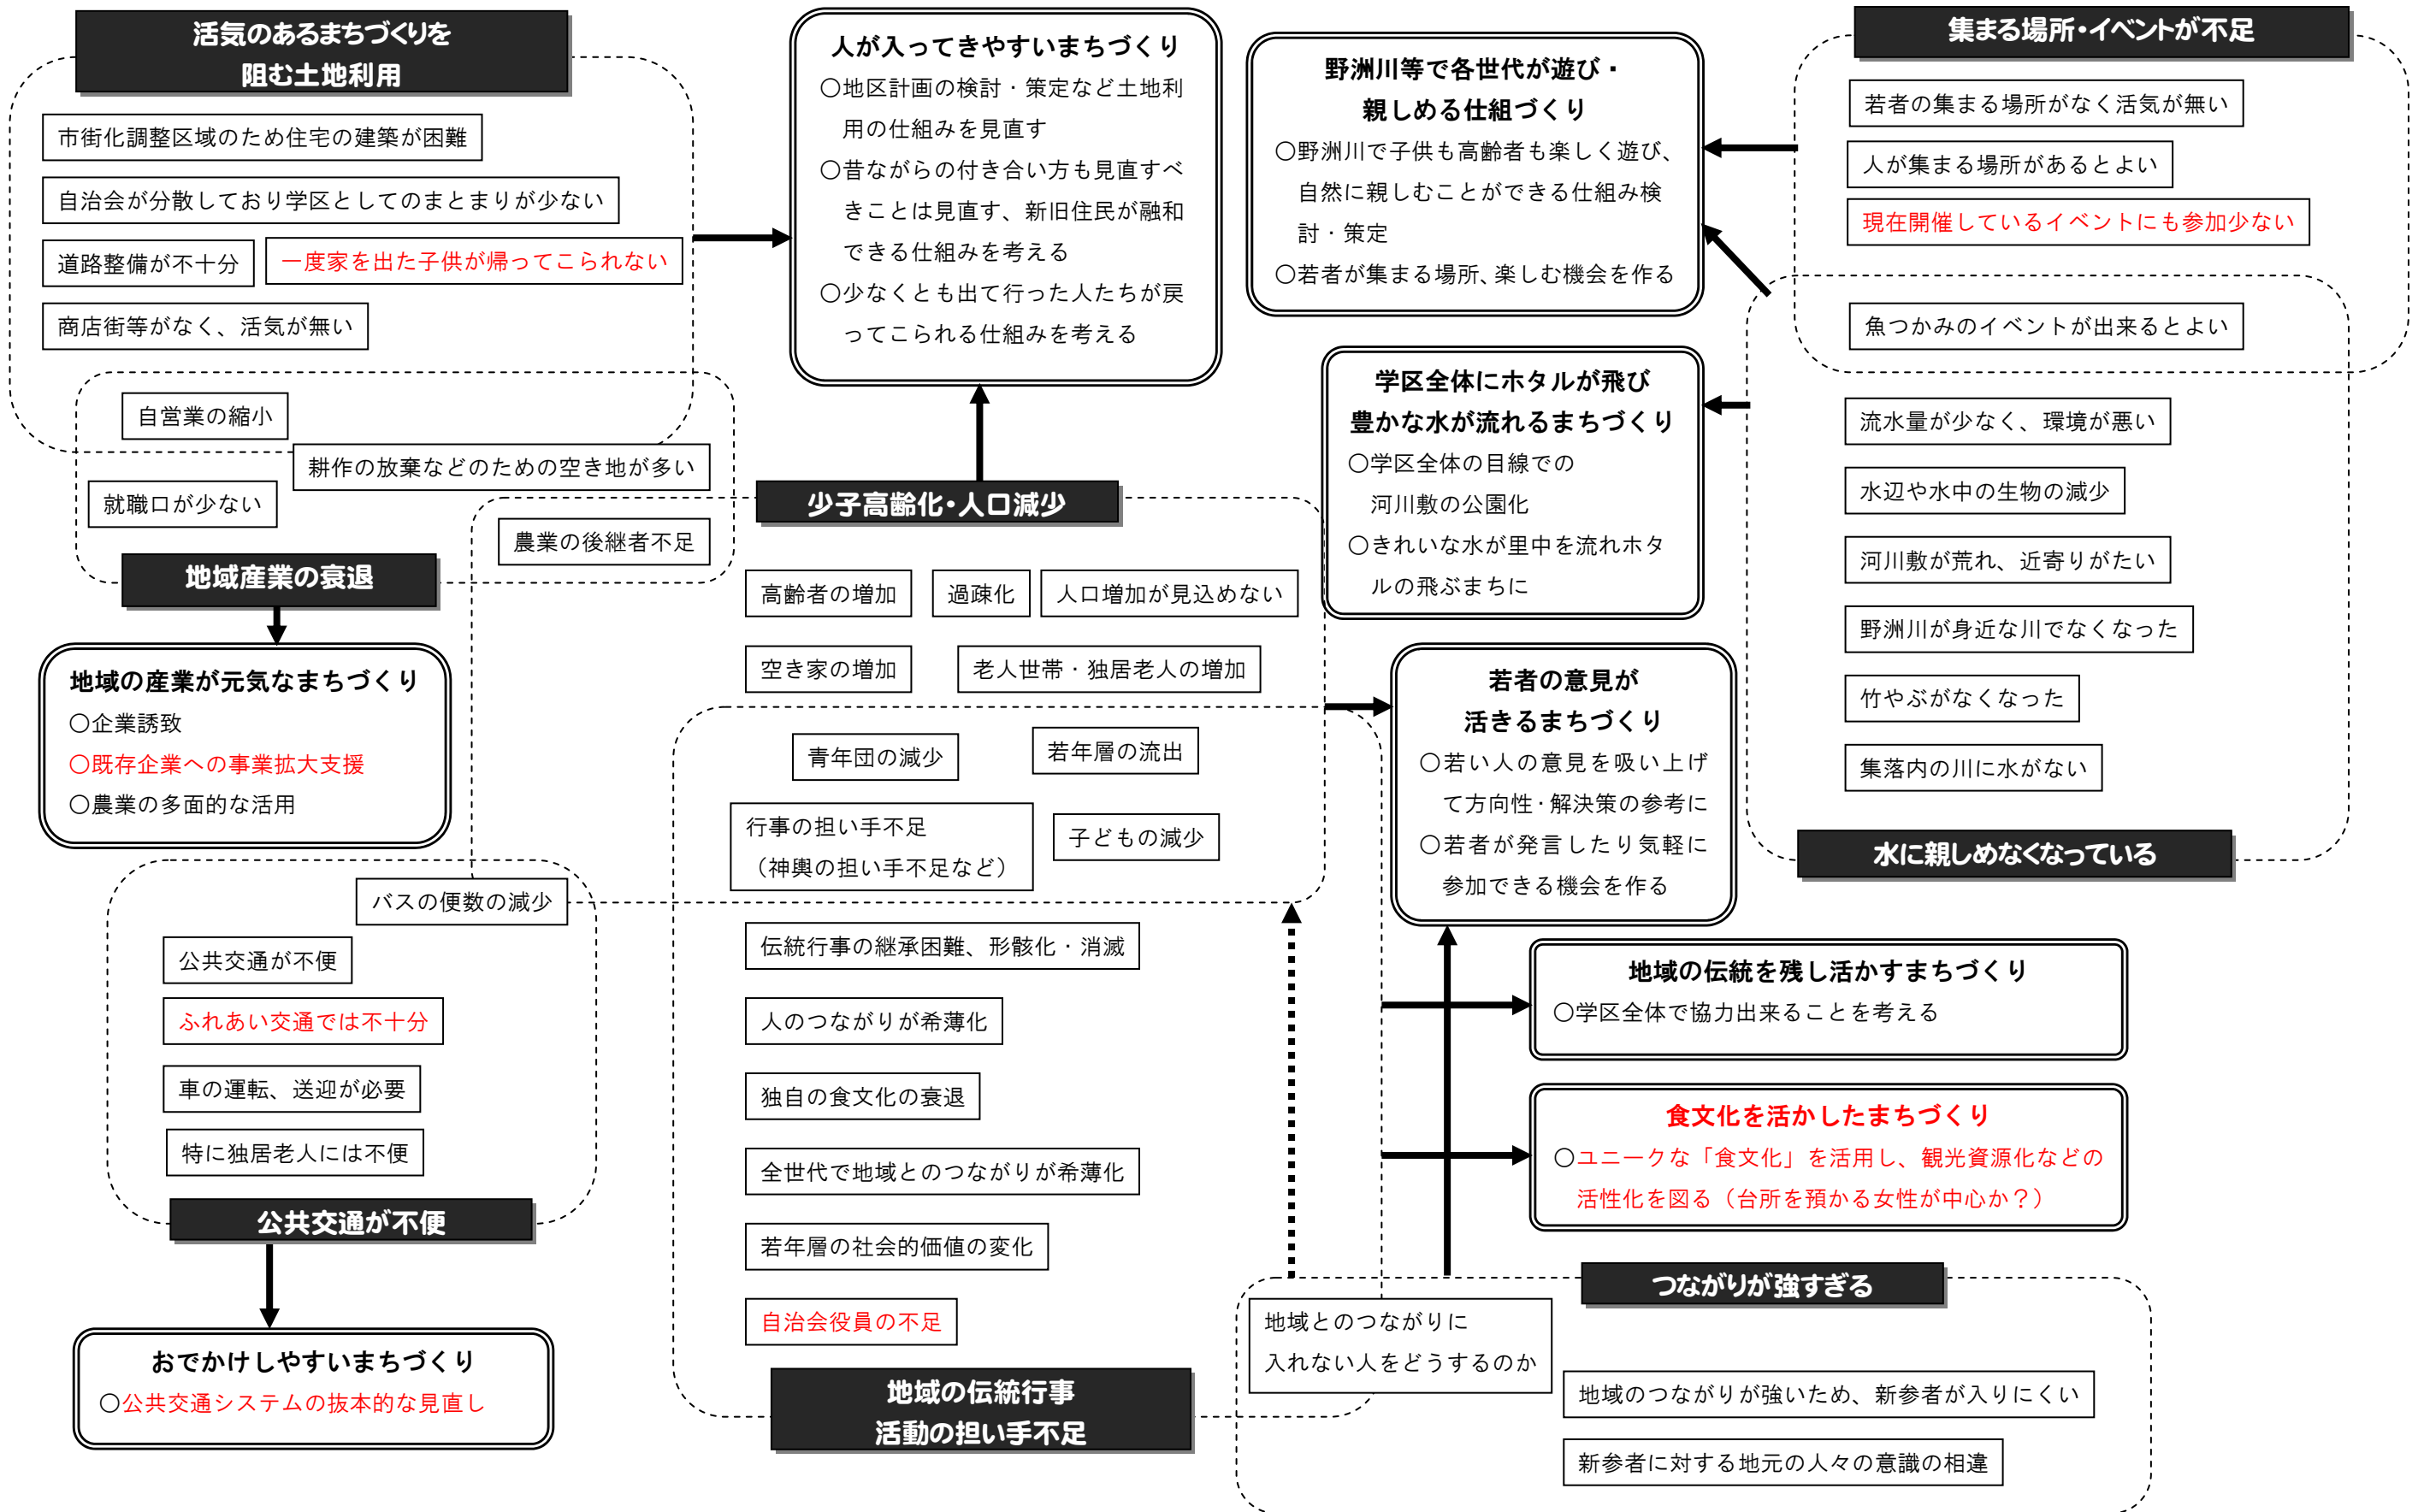 活気のあるまちづくりを
阻む土地利用
市街化調整区域のため住宅の建築が困難
自治会が分散しており学区としてのまとまりが少ない
道路整備が不十分
一度家を出た子供が帰ってこられない
商店街等がなく、活気が無い
自営業の縮小
耕作の放棄などのための空き地が多い
就職口が少ない
農業の後継者不足
地域産業の衰退
地域の産業が元気なまちづくり
○企業誘致
○既存企業への事業拡大支援
○農業の多面的な活用
バスの便数の減少
公共交通が不便
ふれあい交通では不十分
車の運転、送迎が必要
特に独居老人には不便
公共交通が不便
おでかけしやすいまちづくり
○公共交通システムの抜本的な見直し
人が入ってきやすいまちづくり
○地区計画の検討・策定など土地利
用の仕組みを見直す
○昔ながらの付き合い方も見直すべ
きことは見直す、新旧住民が融和
できる仕組みを考える
○少なくとも出て行った人たちが戻
ってこられる仕組みを考える
少子高齢化・人口減少
高齢者の増加
過疎化
人口増加が見込めない
空き家の増加
老人世帯・独居老人の増加
青年団の減少
若年層の流出
行事の担い手不足
（神輿の担い手不足など）
子どもの減少
伝統行事の継承困難、形骸化・消滅
人のつながりが希薄化
独自の食文化の衰退
全世代で地域とのつながりが希薄化
若年層の社会的価値の変化
自治会役員の不足
地域の伝統行事
活動の担い手不足
野洲川等で各世代が遊び・
親しめる仕組づくり
○野洲川で子供も高齢者も楽しく遊び、
自然に親しむことができる仕組み検
討・策定
○若者が集まる場所、楽しむ機会を作る
学区全体にホタルが飛び
豊かな水が流れるまちづくり
○学区全体の目線での
河川敷の公園化
○きれいな水が里中を流れホタ
ルの飛ぶまちに
若者の意見が
活きるまちづくり
○若い人の意見を吸い上げ
て方向性・解決策の参考に
○若者が発言したり気軽に
参加できる機会を作る
集まる場所・イベントが不足
若者の集まる場所がなく活気が無い
人が集まる場所があるとよい
現在開催しているイベントにも参加少ない
魚つかみのイベントが出来るとよい
流水量が少なく、環境が悪い
水辺や水中の生物の減少
河川敷が荒れ、近寄りがたい
野洲川が身近な川でなくなった
竹やぶがなくなった
集落内の川に水がない
水に親しめなくなっている
地域の伝統を残し活かすまちづくり
○学区全体で協力出来ることを考える
食文化を活かしたまちづくり
○ユニークな「食文化」を活用し、観光資源化などの
活性化を図る（台所を預かる女性が中心か？）
つながりが強すぎる
地域とのつながりに
入れない人をどうするのか
地域のつながりが強いため、新参者が入りにくい
新参者に対する地元の人々の意識の相違